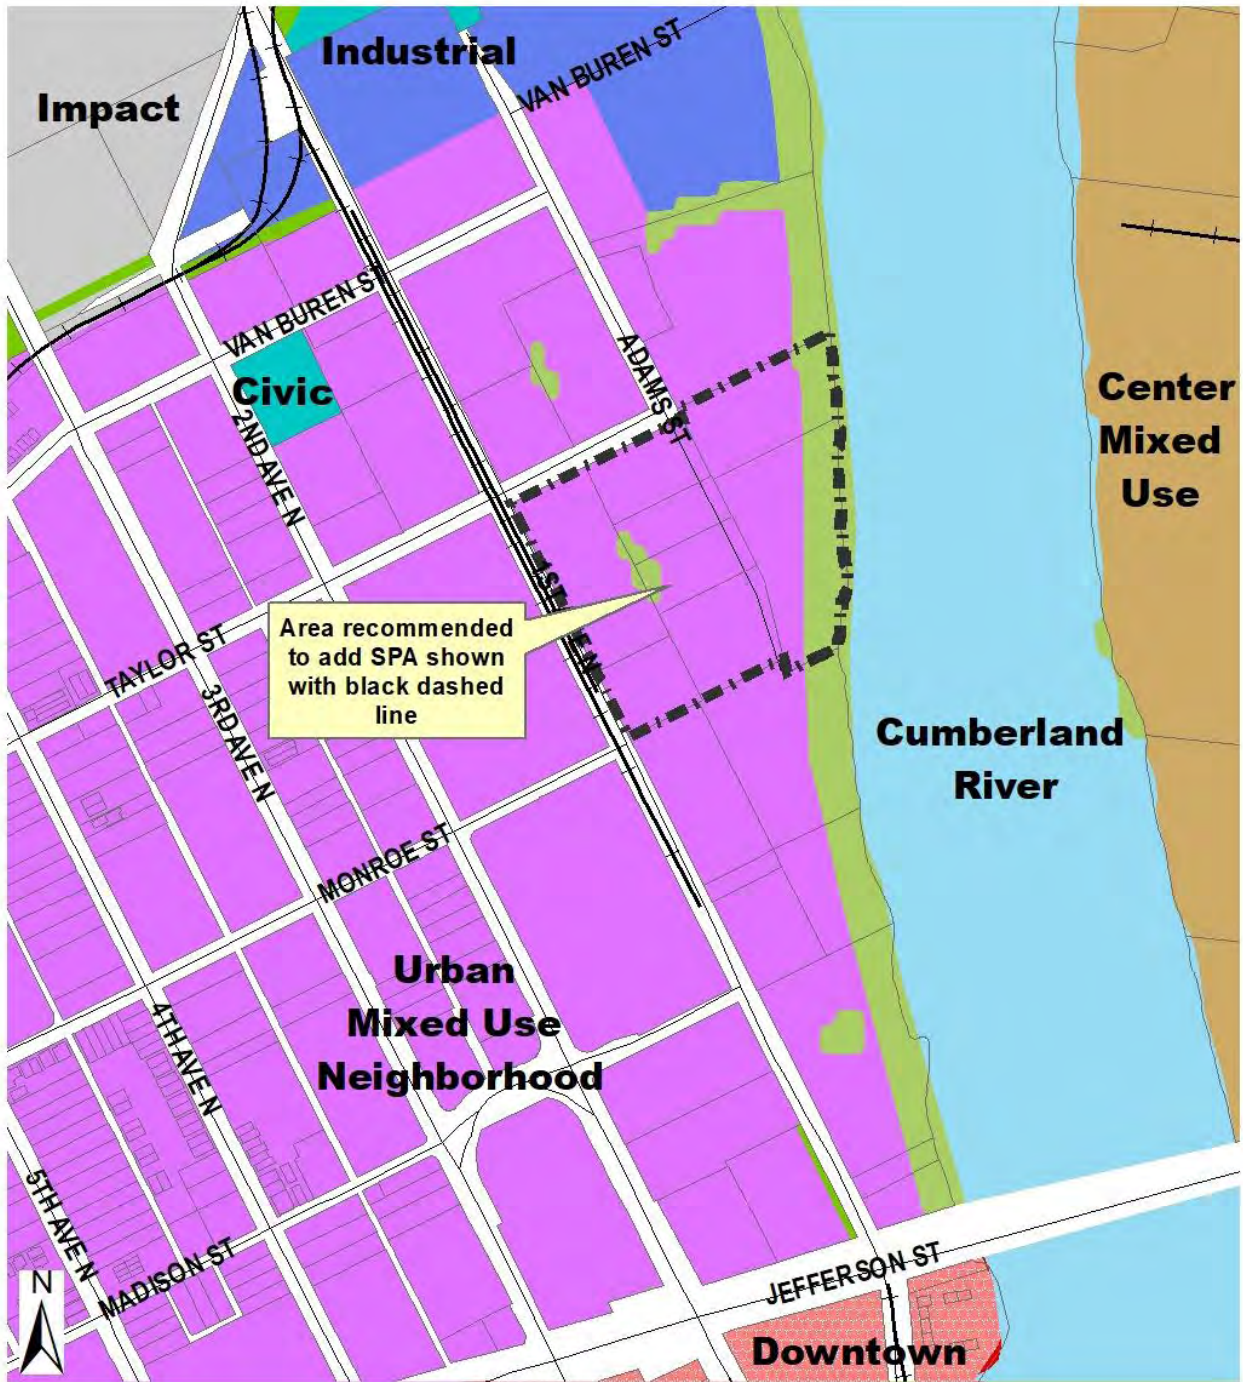 Industrial
VAN BUREN ST
Impact
VAN BUREN ST
Civic
ADAMS ST
Center
Mixed
Use
2ND AVE N
1ST
E N
Area recommended
to add SPA shown
with black dashed
line
TAYLOR ST
3RD AVE N
Cumberland
River
MONROE ST
Urban
Mixed Use
Neighborhood
4TH AVE N
5TH AVE N
MADISON ST
N
JEFFERSON ST
Downtown